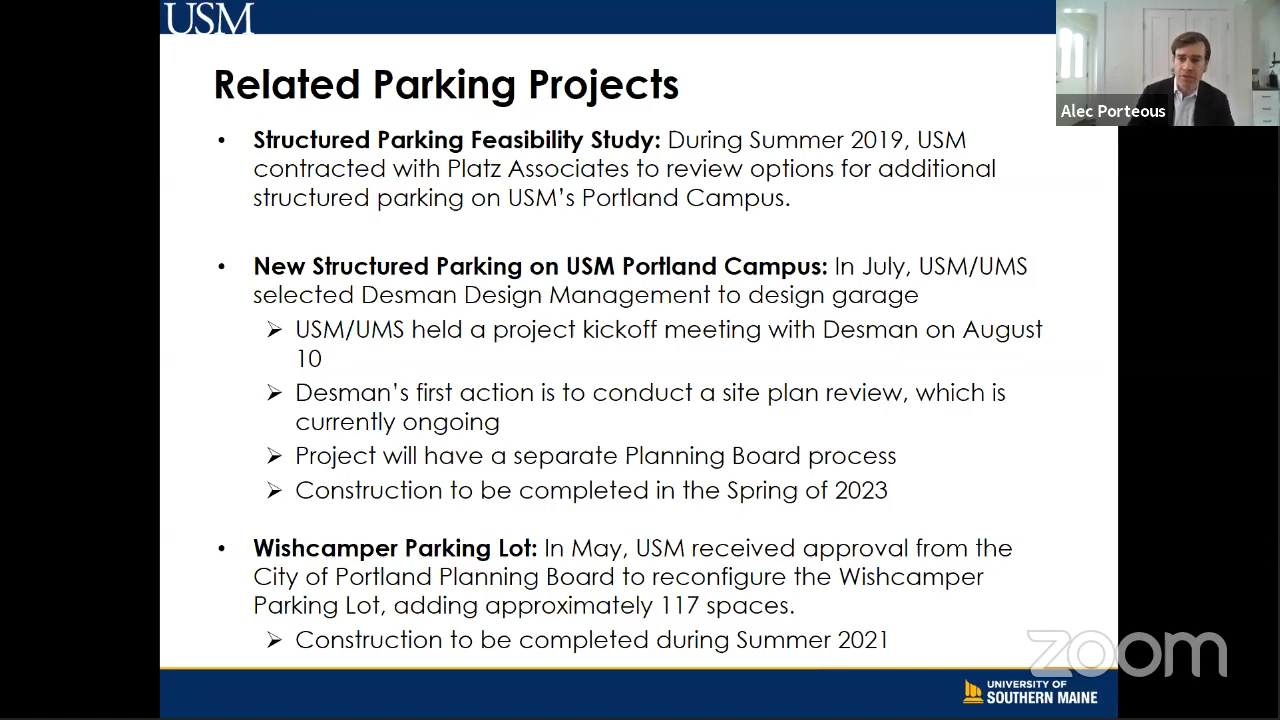 USM
Related Parking Projects
Alec Porteous
• Structured Parking Feasibility Study: During Summer 2019, USM
contracted with Platz Associates to review options for additional
structured parking on USM’s Portland Campus.
• New Structured Parking on USM Portland Campus: In July, USM/UMS
selected Desman Design Management to design garage
➢ USM/UMS held a project kickoff meeting with Desman on August
10
➢ Desman’s first action is to conduct a site plan review, which is
currently ongoing
➢ Project will have a separate Planning Board process
➢ Construction to be completed in the Spring of 2023
• Wishcamper Parking Lot: In May, USM received approval from the
City of Portland Planning Board to reconfigure the Wishcamper
Parking Lot, adding approximately 117 spaces.
➢ Construction to be completed during Summer 2021
zoom
UNIVERSITY OF
SOUTHERN MAINE